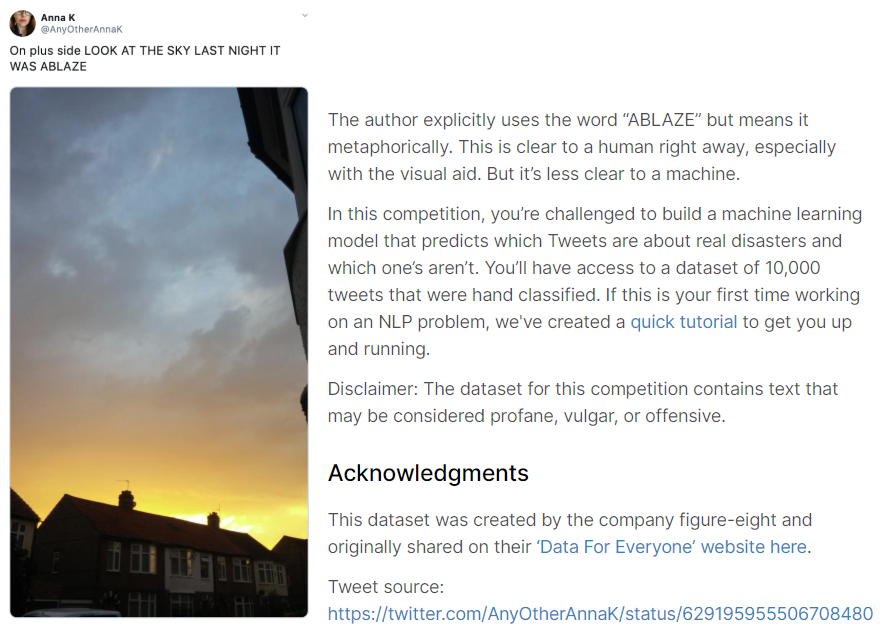 Anna K
@AnyOtherAnnaK
On plus side LOOK AT THE SKY LAST NIGHT IT
WAS ABLAZE
The author explicitly uses the word “ABLAZE” but means it
metaphorically. This is clear to a human right away, especially
with the visual aid. But it’s less clear to a machine.
In this competition, you’re challenged to build a machine learning
model that predicts which Tweets are about real disasters and
which one’s aren’t. You’ll have access to a dataset of 10,000
tweets that were hand classified. If this is your first time working
on an NLP problem, we've created a quick tutorial to get you up
and running.
Disclaimer: The dataset for this competition contains text that
may be considered profane, vulgar, or offensive.
Acknowledgments
This dataset was created by the company figure-eight and
originally shared on their ‘Data For Everyone’ website here.
Tweet source:
https://twitter.com/AnyOtherAnnaK/status/629195955506708480